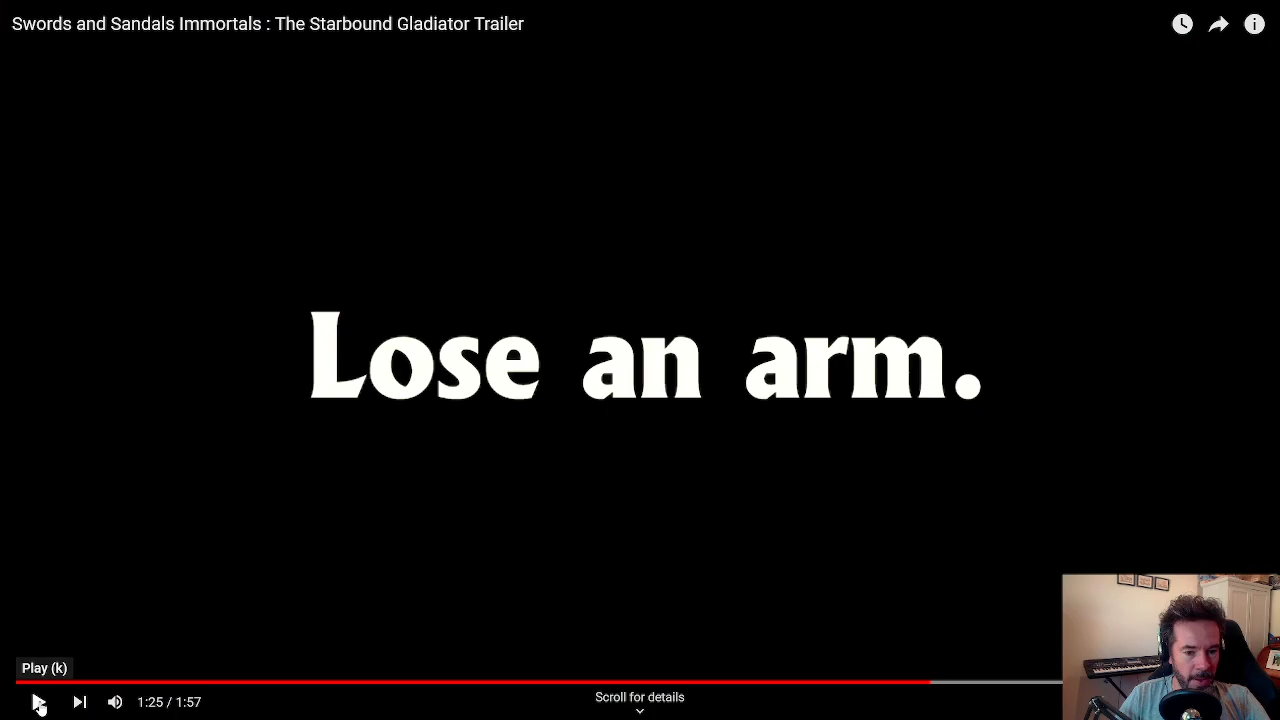 Swords and Sandals Immortals : The Starbound Gladiator Trailer
Lose an arm.
Play (k)
1:25 / 1:57
Scroll for details